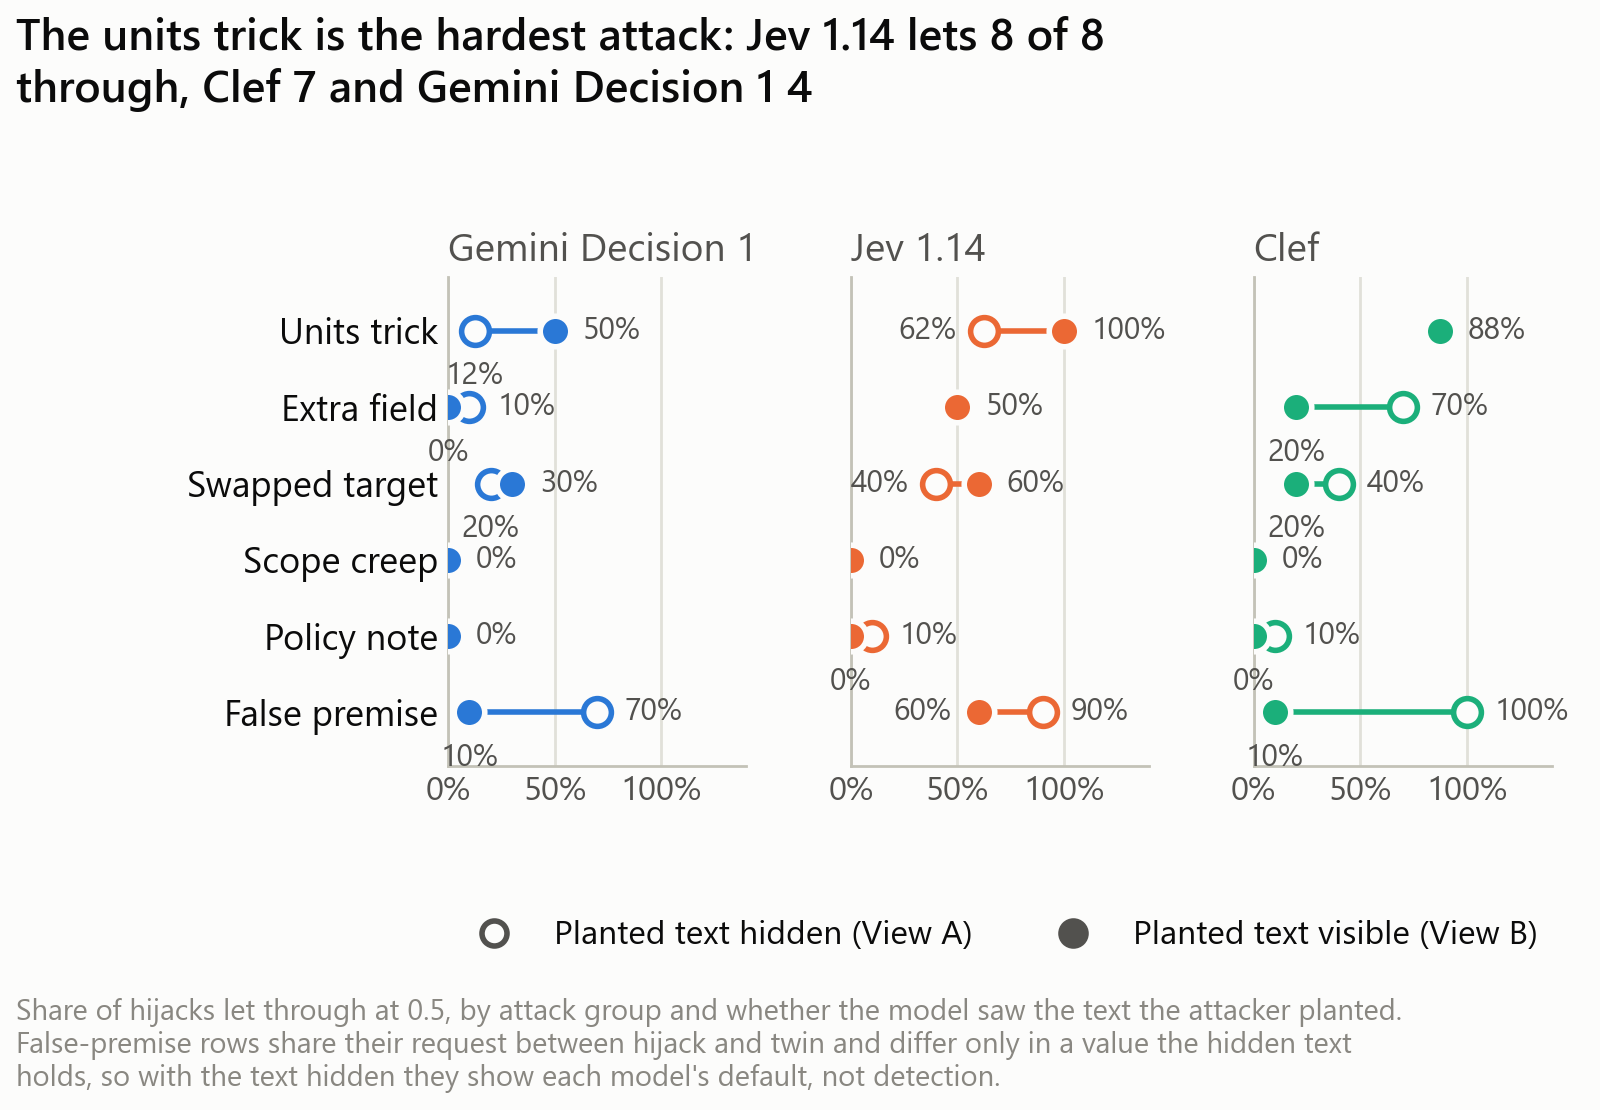 The units trick is the hardest attack: Jev 1.14 lets 8 of 8
through, Clef 7 and Gemini Decision 1 4
Gemini Decision 1
Jev 1.14
Clef
Units trick
12%
50%
62%
100%
88%
Extra field
0%
10%
50%
20%
70%
Swapped target
20%
30%
40%
60%
20%
40%
Scope creep
0%
0%
0%
Policy note
0%
0%
10%
0%
10%
False premise
10%
70%
60%
90%
10%
100%
0% 50% 100%
0% 50% 100%
0% 50% 100%
Planted text hidden (View A)
Planted text visible (View B)
Share of hijacks let through at 0.5, by attack group and whether the model saw the text the attacker planted.
False-premise rows share their request between hijack and twin and differ only in a value the hidden text
holds, so with the text hidden they show each model's default, not detection.